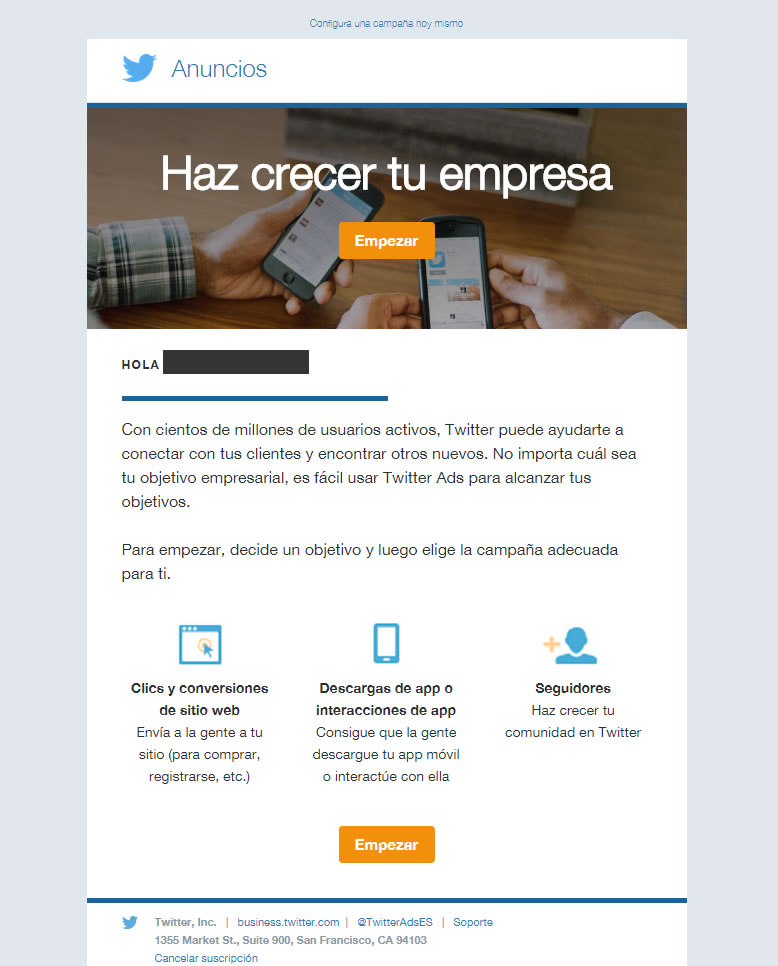 Configura una campaña hoy mismo
Anuncios
Haz crecer tu empresa
Empezar
HOLA
Con cientos de millones de usuarios activos, Twitter puede ayudarte a
conectar con tus clientes y encontrar otros nuevos. No importa cuál sea
tu objetivo empresarial, es fácil usar Twitter Ads para alcanzar tus
objetivos.
Para empezar, decide un objetivo y luego elige la campaña adecuada
para ti.
Clics y conversiones
de sitio web
Envía a la gente a tu
sitio (para comprar,
registrarse, etc.)
Descargas de app o
interacciones de app
Consigue que la gente
descargue tu app móvil
o interactúe con ella
Seguidores
Haz crecer tu
comunidad en Twitter
Empezar
Twitter, Inc. | business.twitter.com | @TwitterAdsES | Soporte
1355 Market St., Suite 900, San Francisco, CA 94103
Cancelar suscripción